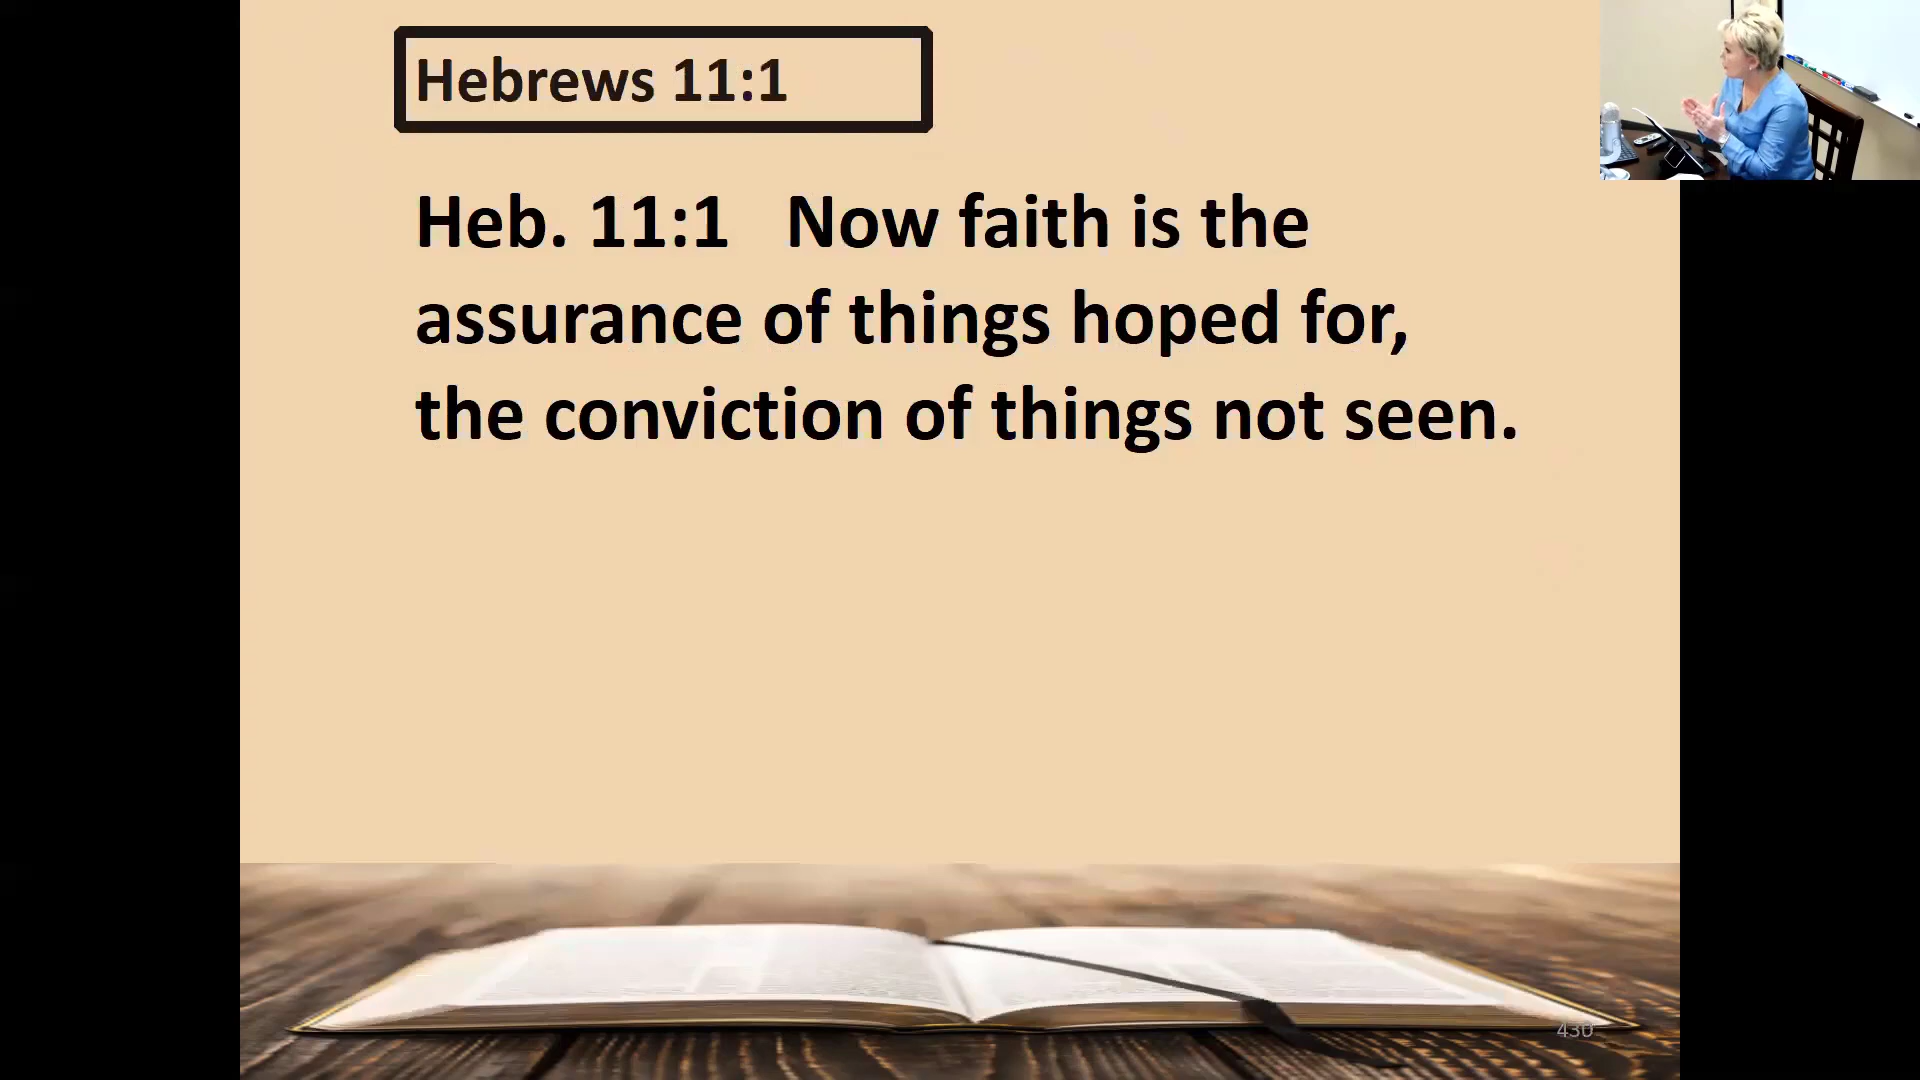 Hebrews 11:1
Heb. 11:1 Now faith is the
assurance of things hoped for,
the conviction of things not seen.
430